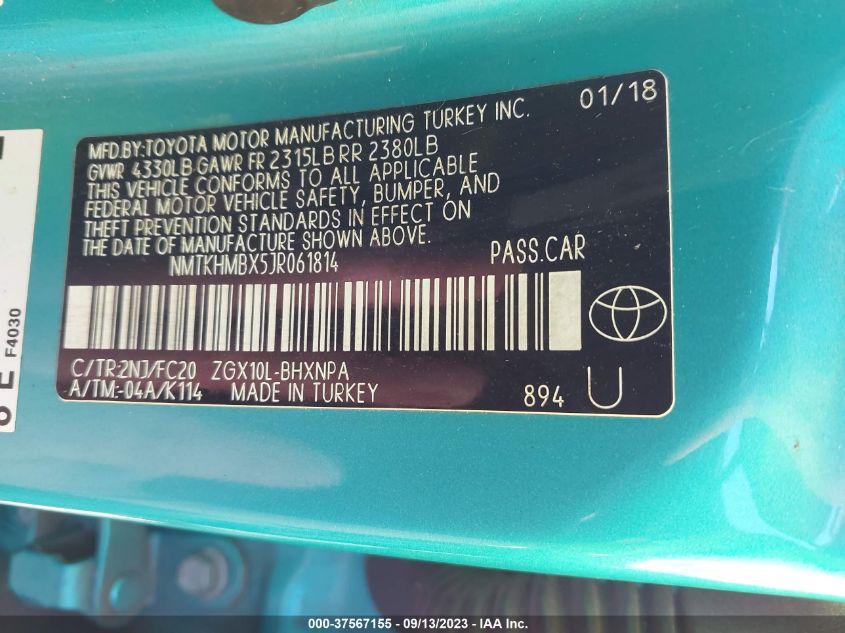 MFD.BY:TOYOTA MOTOR MANUFACTURING TURKEY INC. 01/18
GVWR 4330LB GAWR FR 2315LB RR 2380LB
THIS VEHICLE CONFORMS TO ALL APPLICABLE
FEDERAL MOTOR VEHICLE SAFETY, BUMPER, AND
THEFT PREVENTION STANDARDS IN EFFECT ON
THE DATE OF MANUFACTURE SHOWN ABOVE.
NMTKHMBX5JR061814 PASS.CAR
C/TR:2NJ/FC20 ZGX10L-BHXNPA
A/TM:-04A/K114 MADE IN TURKEY 894 U
F4030
000-37567155 - 09/13/2023 - IAA Inc.